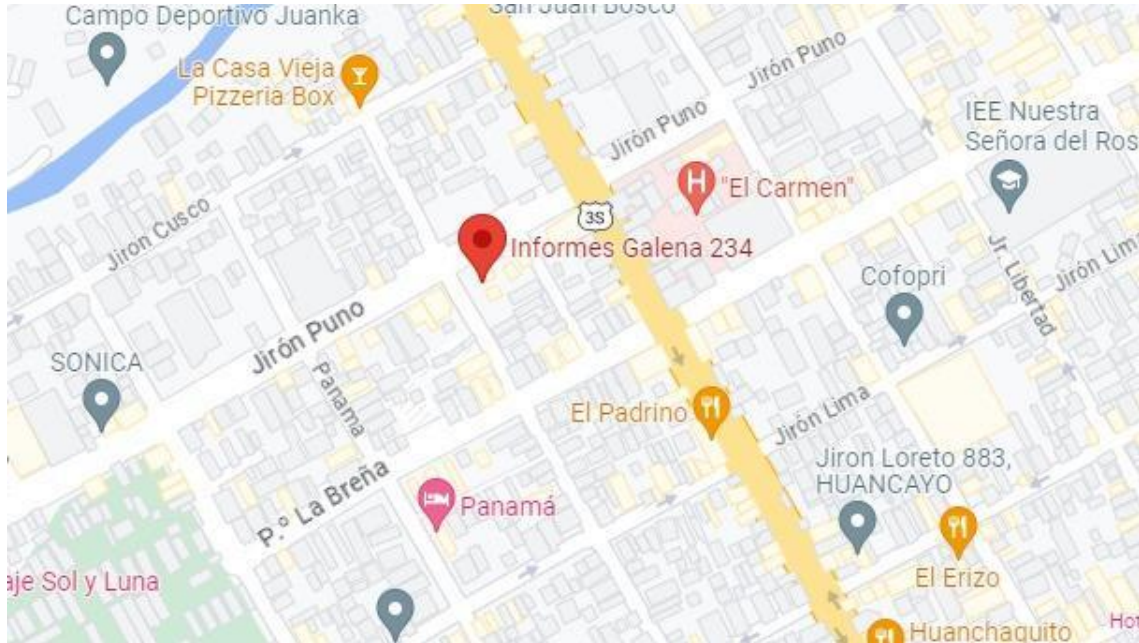 San Juan Bosco
Campo Deportivo Juanka
La Casa Vieja
Pizzeria Box
Jirón Puno
Jirón Puno
IEE Nuestra
Señora del Ros
"El Carmen"
3S
Jiron Cusco
Informes Galena 234
Cofopri
Jr. Libertad
Jirón Lima
Jirón Puno
SONICA
Panama
El Padrino
Jirón Lima
Jiron Loreto 883,
HUANCAYO
P.º La Breña
Panamá
aje Sol y Luna
El Erizo
Huanchaquito
Hot